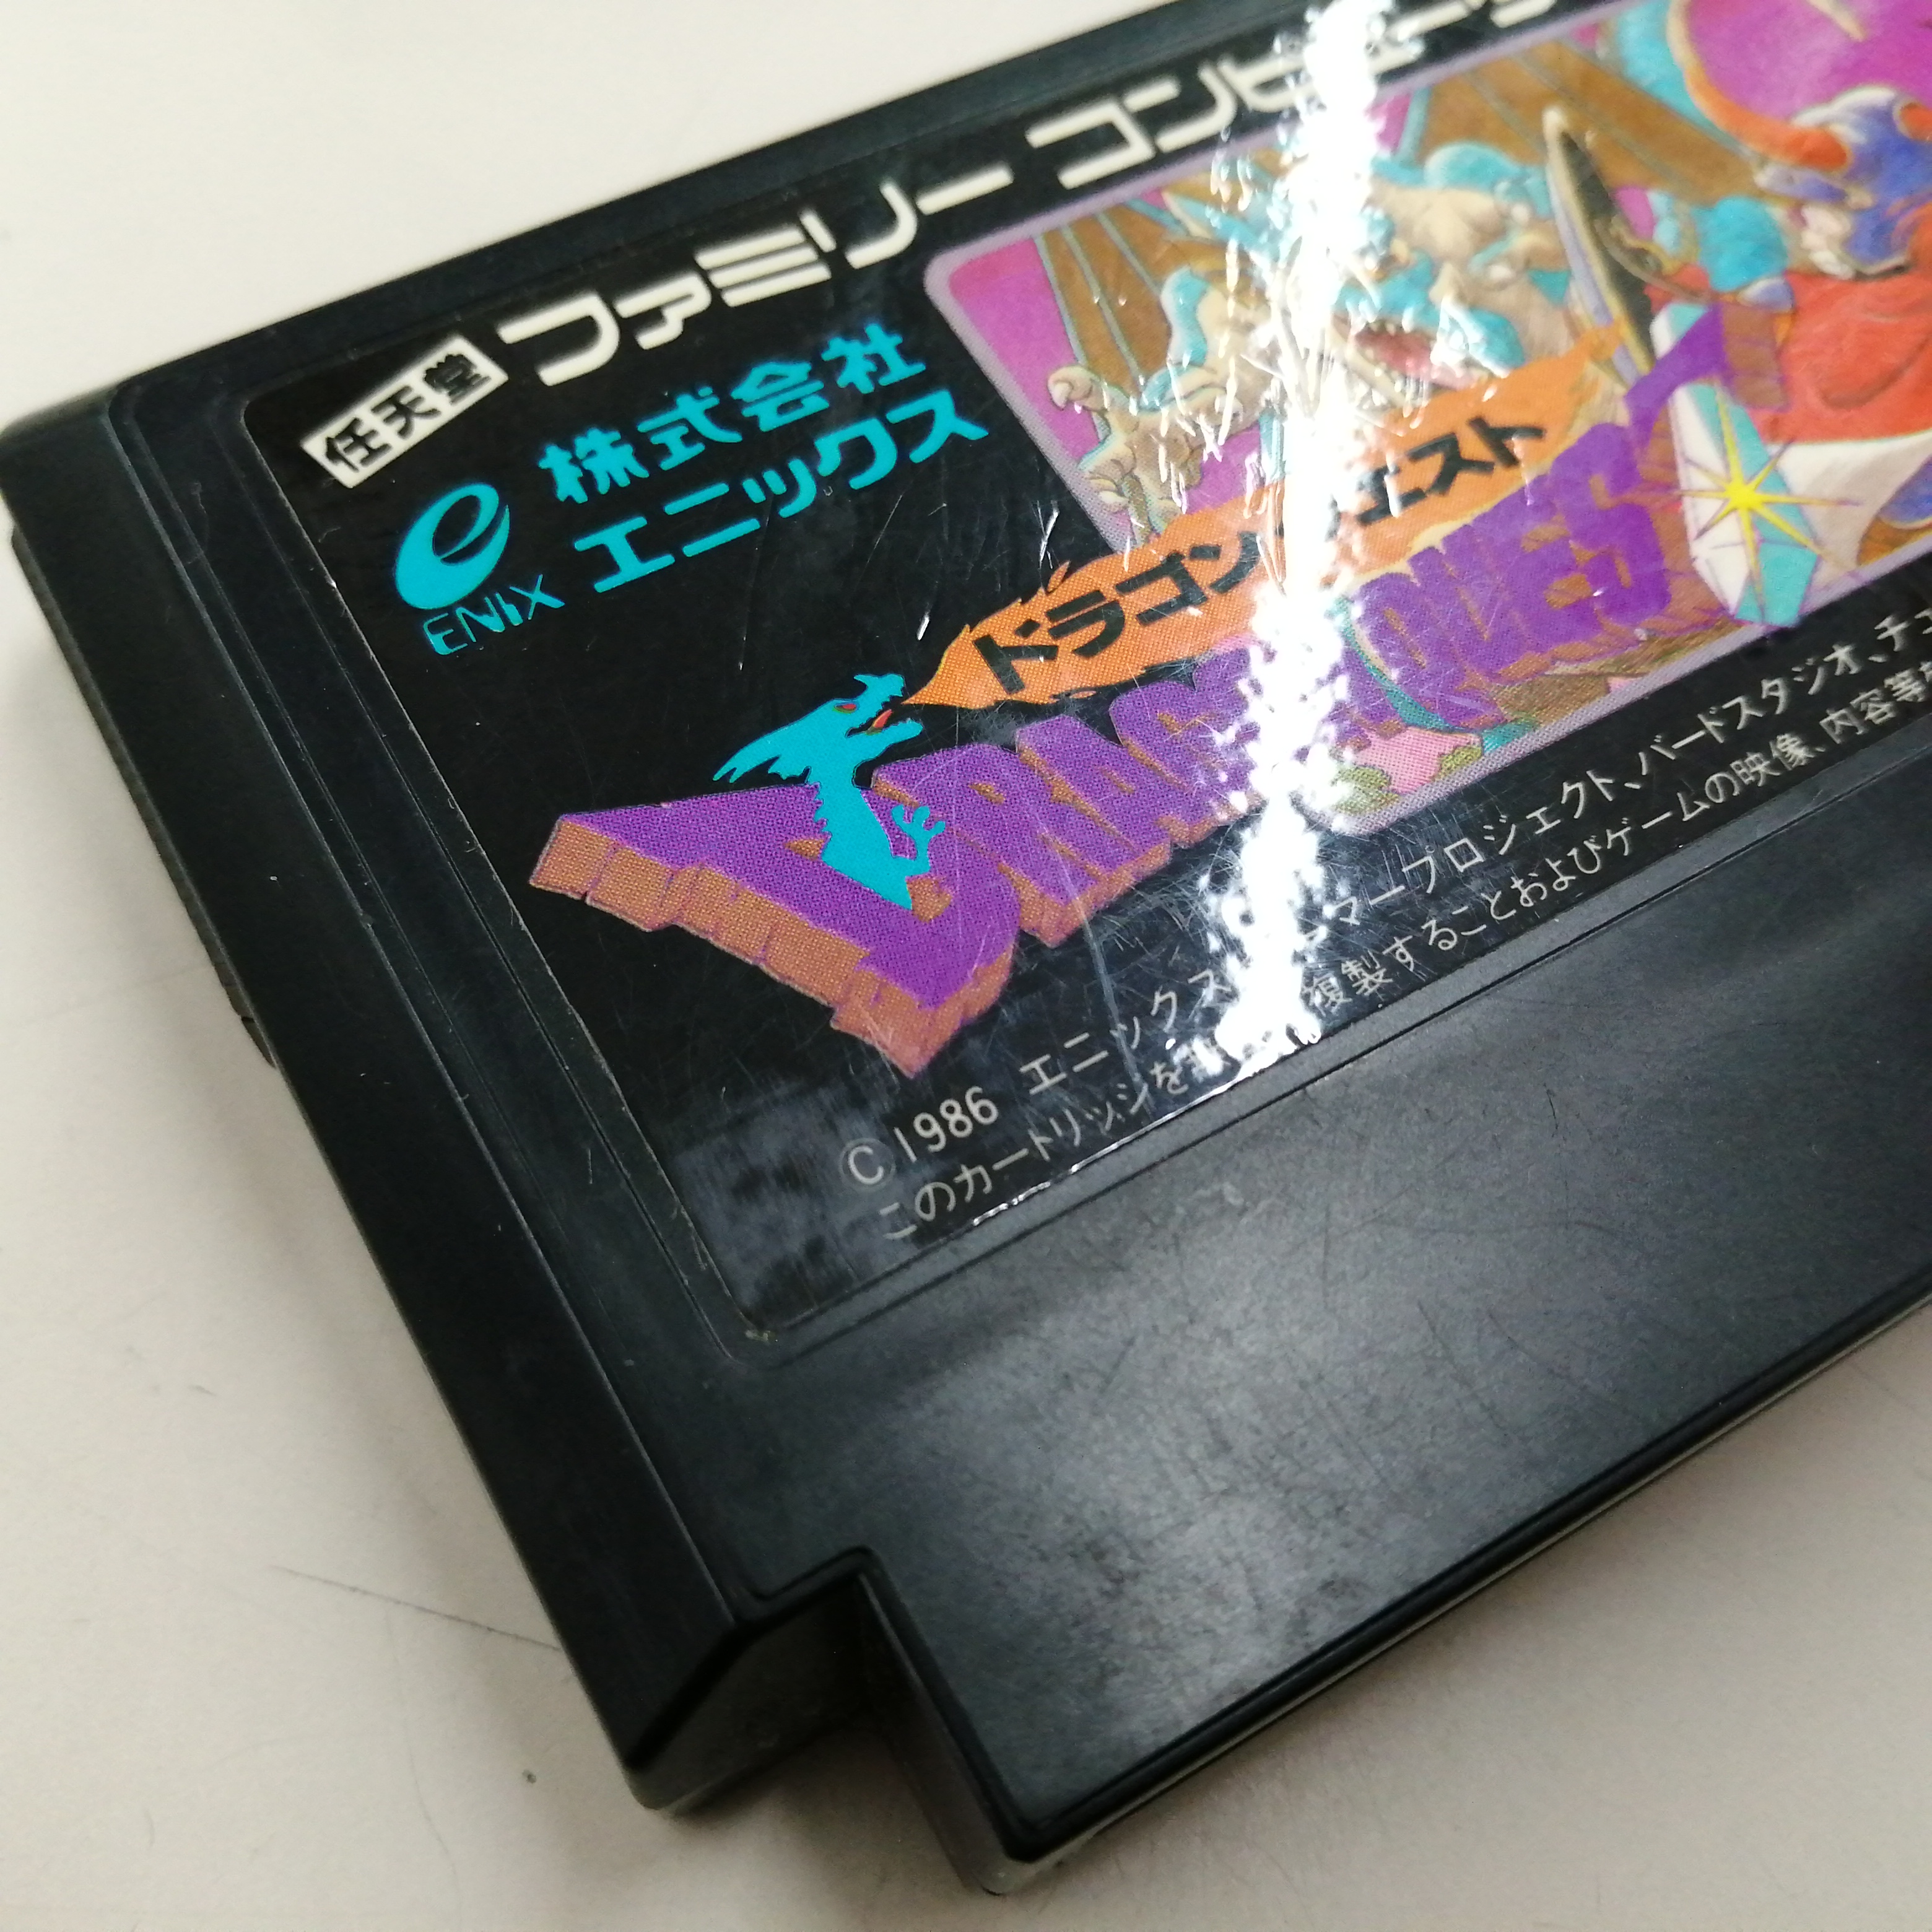 任天堂 ファミリー コンピュ
株式会社
エニックス
e
ENIX
ドラゴン エスト
DRAGON QUEST
©1986 エニックス マープロジェクト、バードスタジオ、チュ
このカートリッジを 複製することおよびゲームの映像、内容等